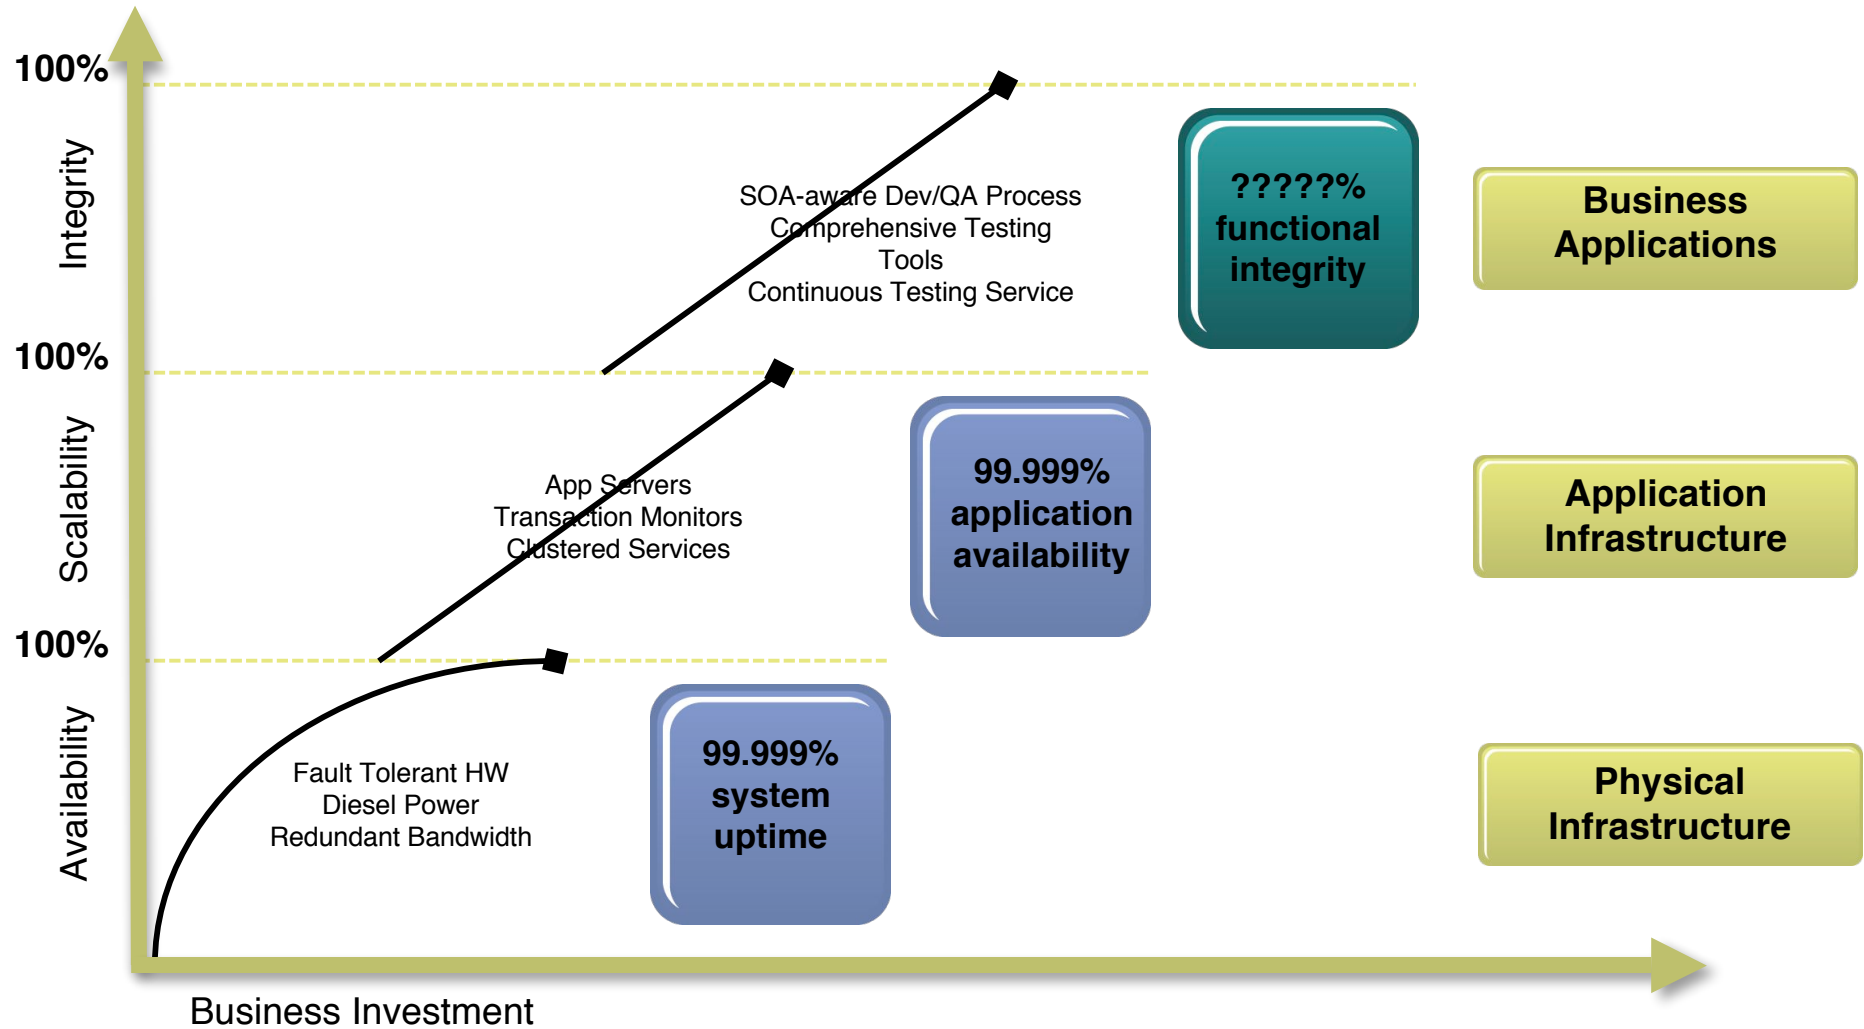 100%
Integrity
SOA-aware Dev/QA Process
Comprehensive Testing
Tools
Continuous Testing Service
?????%
functional
integrity
Business
Applications
100%
Scalability
App Servers
Transaction Monitors
Clustered Services
99.999%
application
availability
Application
Infrastructure
100%
Availability
Fault Tolerant HW
Diesel Power
Redundant Bandwidth
99.999%
system
uptime
Physical
Infrastructure
Business Investment